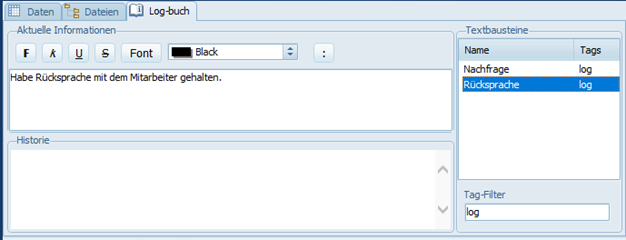 Daten Dateien Log-buch
Aktuelle Informationen
F k U S Font Black :
Habe Rücksprache mit dem Mitarbeiter gehalten.
Historie
Textbausteine
Name Tags
Nachfrage log
Rücksprache log
Tag-Filter
log